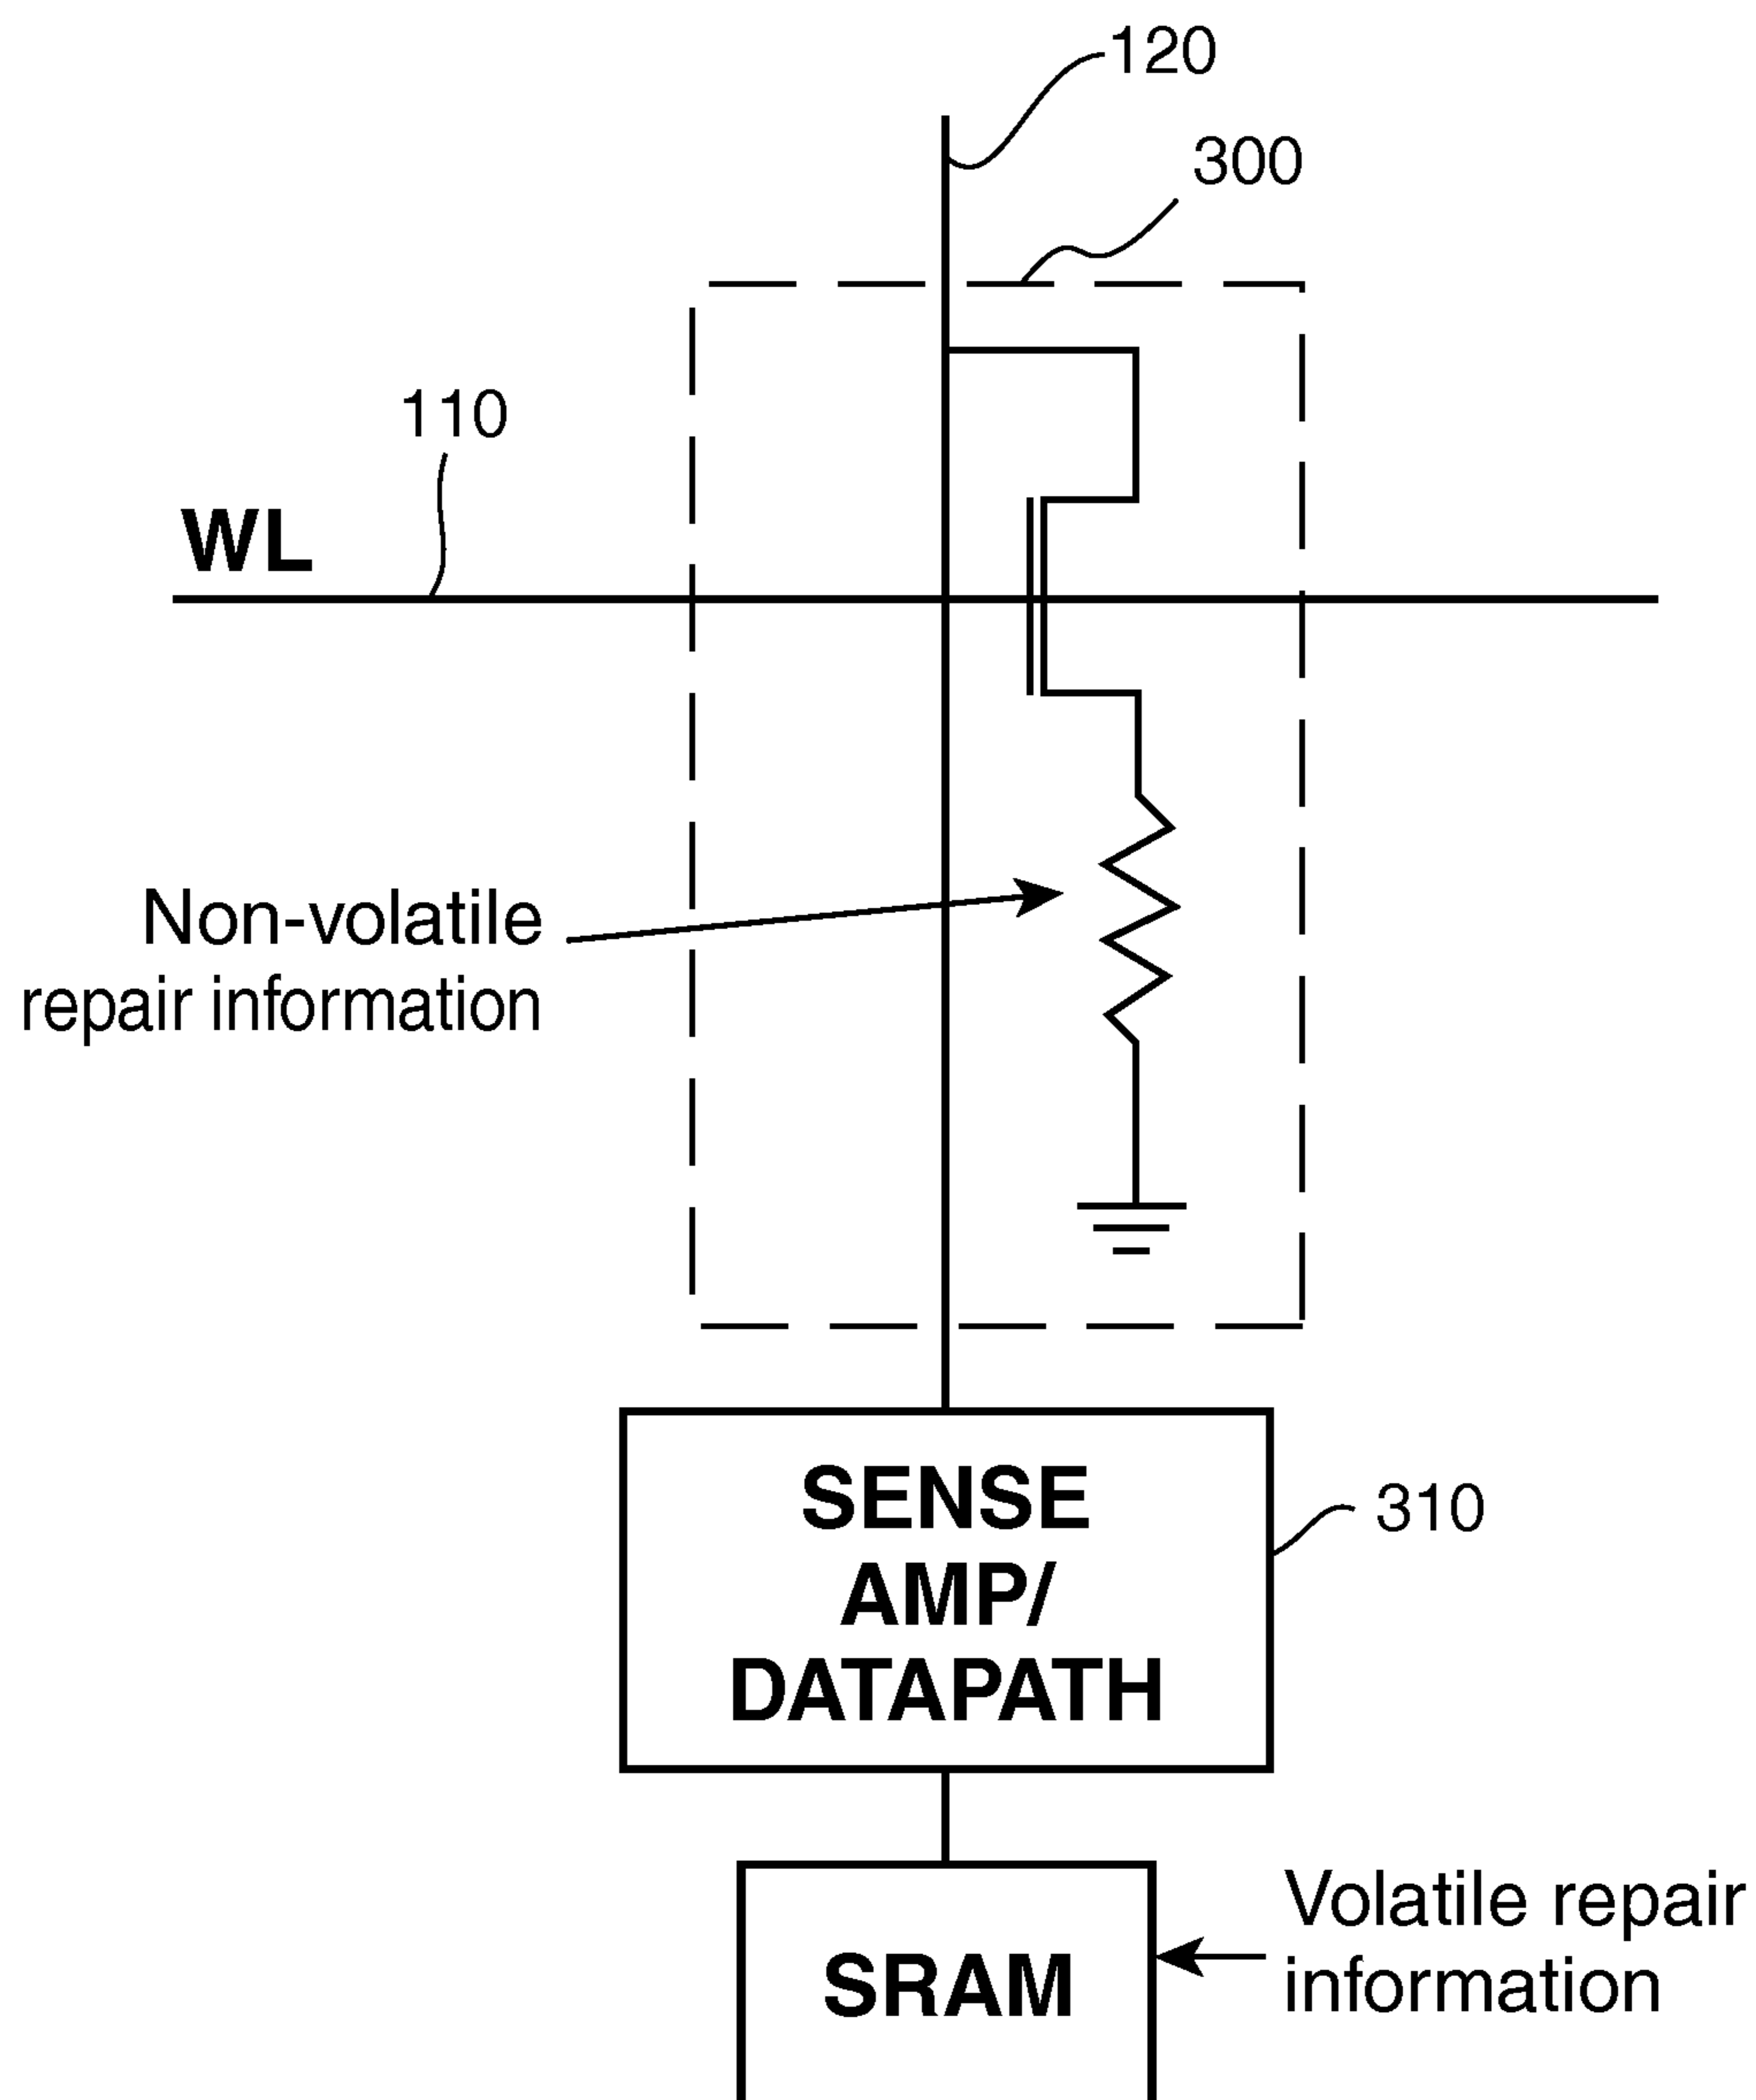 120
300
110
WL
Non-volatile
repair information
SENSE
AMP/
DATAPATH
310
SRAM
Volatile repair
information